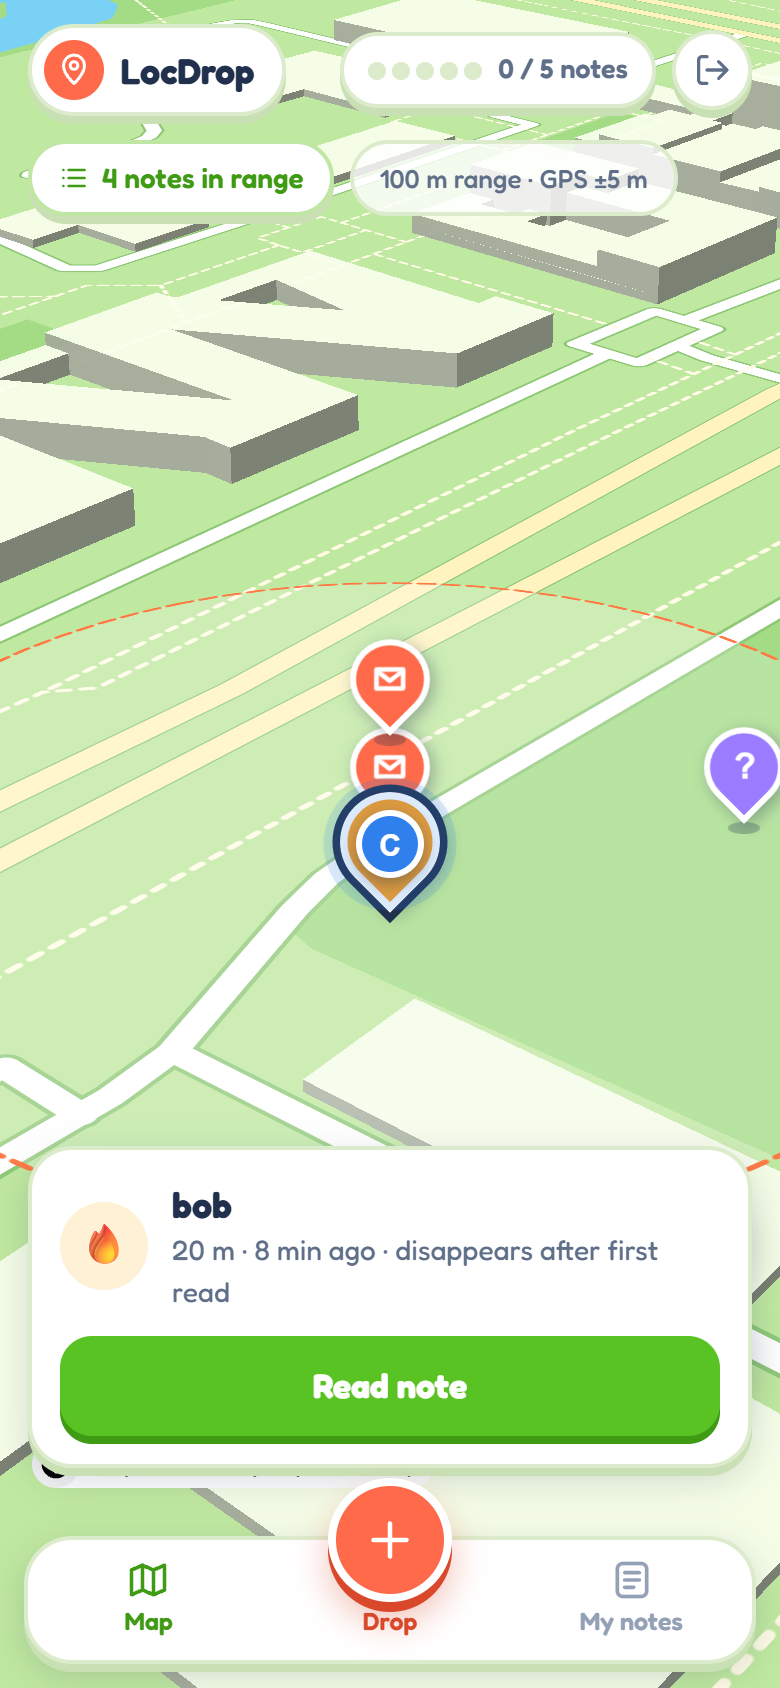 LocDrop
0 / 5 notes
4 notes in range
100 m range · GPS ±5 m
?
C
bob
20 m · 8 min ago · disappears after first
read
Read note
Map
Drop
My notes